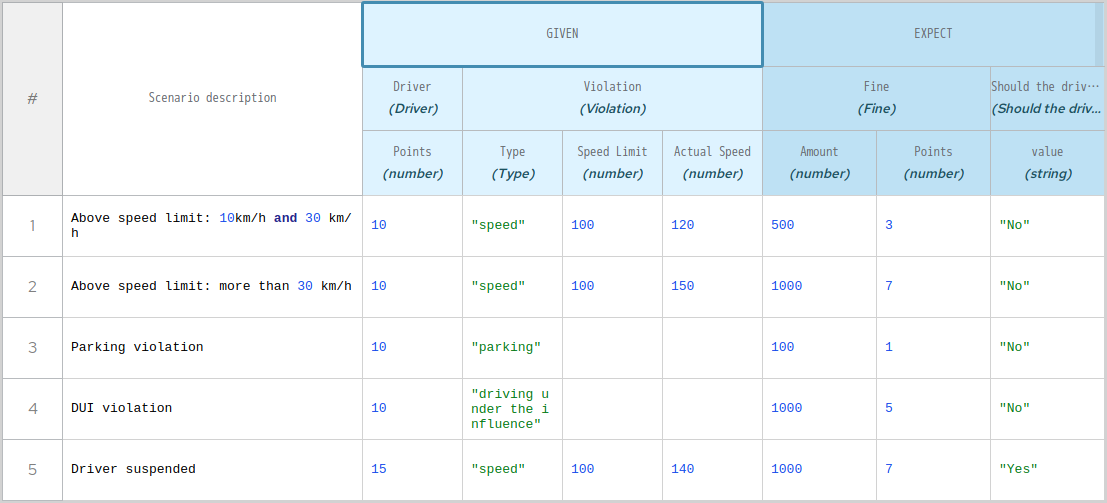 # Scenario description GIVEN EXPECT
Driver Violation Fine Should the driv…
(Driver) (Violation) (Fine) (Should the driv...
Points Type Speed Limit Actual Speed Amount Points value
(number) (Type) (number) (number) (number) (number) (string)
1 Above speed limit: 10km/h and 30 km/
h 10 "speed" 100 120 500 3 "No"
2 Above speed limit: more than 30 km/h 10 "speed" 100 150 1000 7 "No"
3 Parking violation 10 "parking" 100 1 "No"
4 DUI violation 10 "driving u
nder the i
nfluence" 1000 5 "No"
5 Driver suspended 15 "speed" 100 140 1000 7 "Yes"